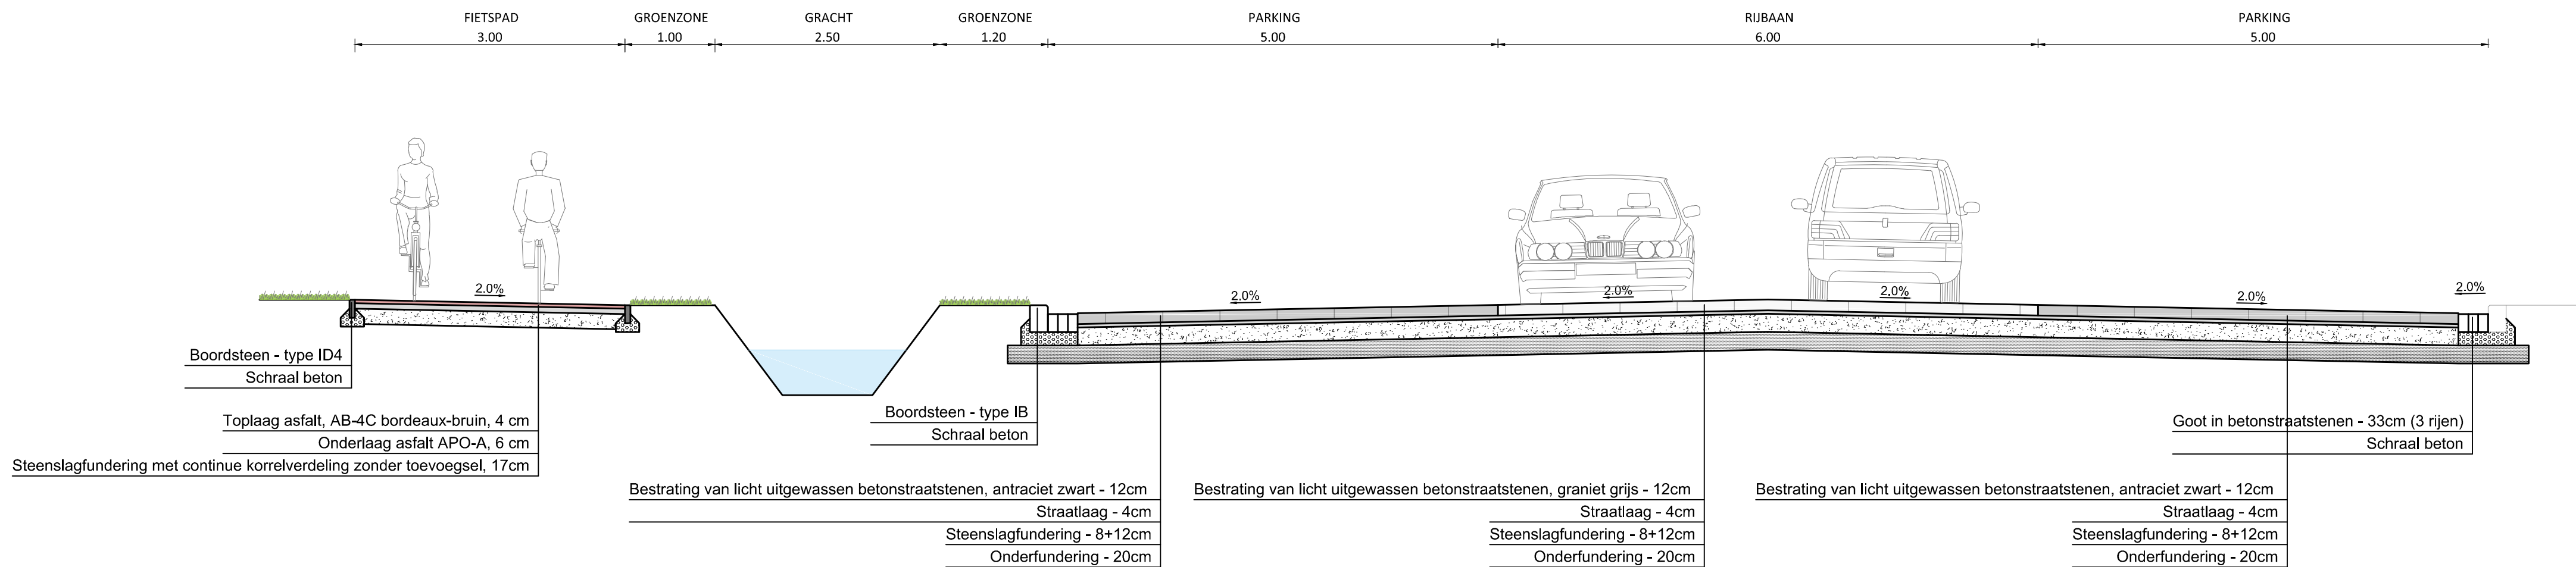 FIETSPAD GROENZONE GRACHT GROENZONE PARKING RIJBAAN PARKING
3.00 1.00 2.50 1.20 5.00 6.00 5.00
2.0% 2.0% 2.0% 2.0% 2.0% 2.0%
Boordsteen - type ID4
Schraal beton
Toplaag asfalt, AB-4C bordeaux-bruin, 4 cm
Onderlaag asfalt APO-A, 6 cm
Steenslagfundering met continue korrelverdeling zonder toevoegsel, 17cm
Boordsteen - type IB
Schraal beton
Bestrating van licht uitgewassen betonstraatstenen, antraciet zwart - 12cm
Straatlaag - 4cm
Steenslagfundering - 8+12cm
Onderfundering - 20cm
Bestrating van licht uitgewassen betonstraatstenen, graniet grijs - 12cm
Straatlaag - 4cm
Steenslagfundering - 8+12cm
Onderfundering - 20cm
Goot in betonstraatstenen - 33cm (3 rijen)
Schraal beton
Bestrating van licht uitgewassen betonstraatstenen, antraciet zwart - 12cm
Straatlaag - 4cm
Steenslagfundering - 8+12cm
Onderfundering - 20cm